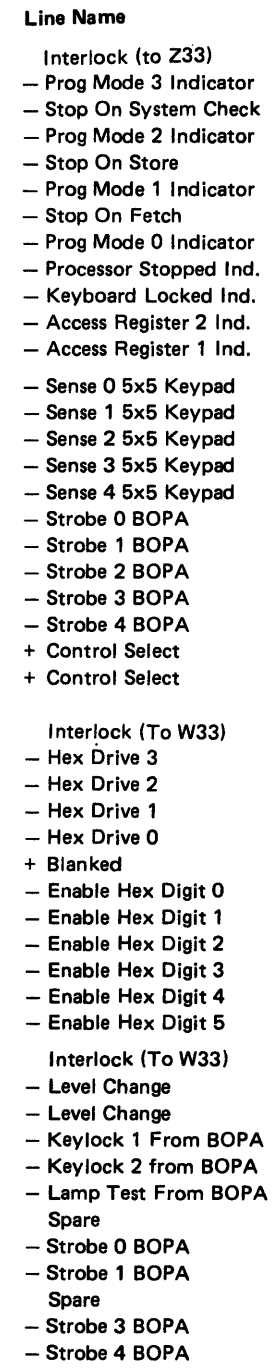 Line Name
Interlock (to Z33)
— Prog Mode 3 Indicator
— Stop On System Check
— Prog Mode 2 Indicator
— Stop On Store
— Prog Mode 1 Indicator
— Stop On Fetch
— Prog Mode 0 Indicator
— Processor Stopped Ind.
— Keyboard Locked Ind.
— Access Register 2 Ind.
— Access Register 1 Ind.
— Sense 0 5x5 Keypad
— Sense 1 5x5 Keypad
— Sense 2 5x5 Keypad
— Sense 3 5x5 Keypad
— Sense 4 5x5 Keypad
— Strobe 0 BOPA
— Strobe 1 BOPA
— Strobe 2 BOPA
— Strobe 3 BOPA
— Strobe 4 BOPA
+ Control Select
+ Control Select
Interlock (To W33)
— Hex Drive 3
— Hex Drive 2
— Hex Drive 1
— Hex Drive 0
+ Blanked
— Enable Hex Digit 0
— Enable Hex Digit 1
— Enable Hex Digit 2
— Enable Hex Digit 3
— Enable Hex Digit 4
— Enable Hex Digit 5
Interlock (To W33)
— Level Change
— Level Change
— Keylock 1 From BOPA
— Keylock 2 from BOPA
— Lamp Test From BOPA
Spare
— Strobe 0 BOPA
— Strobe 1 BOPA
Spare
— Strobe 3 BOPA
— Strobe 4 BOPA